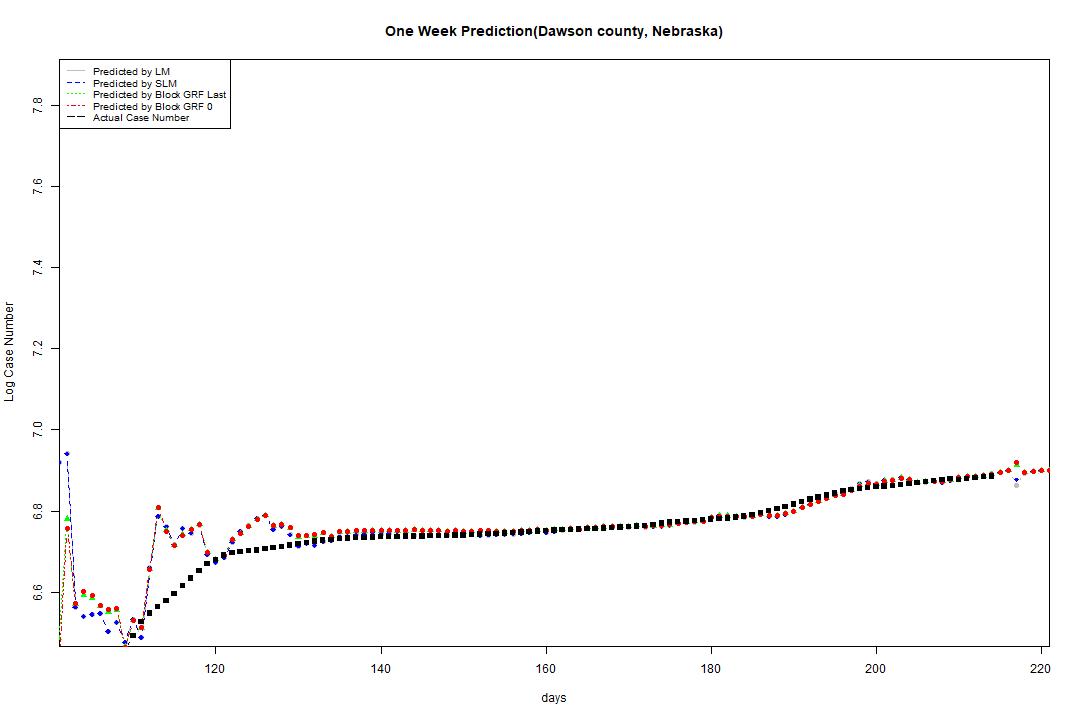 One Week Prediction(Dawson county, Nebraska)
Predicted by LM
Predicted by SLM
Predicted by Block GRF Last
Predicted by Block GRF 0
Actual Case Number
Log Case Number
7.8
7.6
7.4
7.2
7.0
6.8
6.6
120 140 160 180 200 220
days